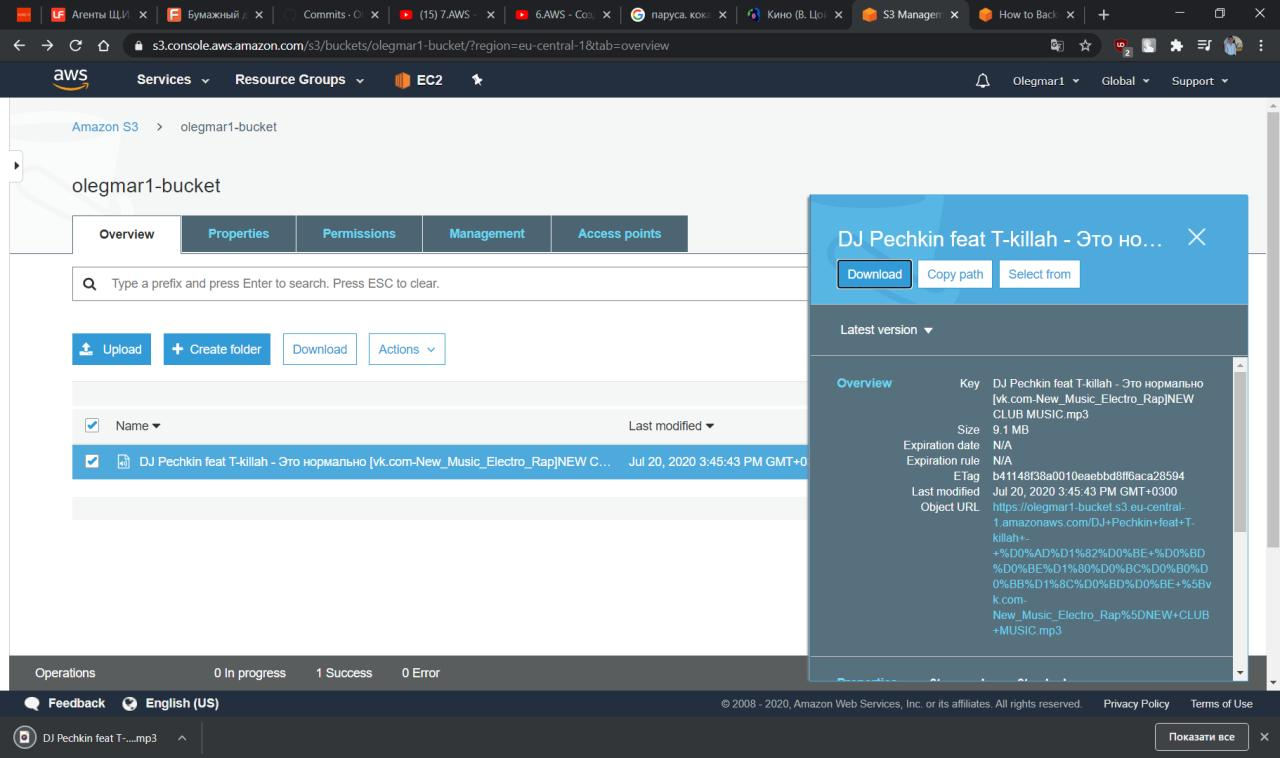 Агенты Щ.И
Бумажный д
Commits · O
(15) 7.AWS -
6.AWS - Созд
паруса. кока
Кино (В. Цой
S3 Managem
How to Back
s3.console.aws.amazon.com/s3/buckets/olegmar1-bucket/?region=eu-central-1&tab=overview
2
aws
Services
Resource Groups
EC2
Olegmar1
Global
Support
Amazon S3 > olegmar1-bucket
olegmar1-bucket
Overview
Properties
Permissions
Management
Access points
Type a prefix and press Enter to search. Press ESC to clear.
Upload
+ Create folder
Download
Actions
Name
Last modified
DJ Pechkin feat T-killah - Это нормально [vk.com-New_Music_Electro_Rap]NEW C...
Jul 20, 2020 3:45:43 PM GMT+0
DJ Pechkin feat T-killah - Это но...
Download
Copy path
Select from
Latest version
Overview
Key DJ Pechkin feat T-killah - Это нормально
[vk.com-New_Music_Electro_Rap]NEW
CLUB MUSIC.mp3
Size 9.1 MB
Expiration date N/A
Expiration rule N/A
ETag b41148f38a0010eaebbd8ff6aca28594
Last modified Jul 20, 2020 3:45:43 PM GMT+0300
Object URL https://olegmar1-bucket.s3.eu-central-
1.amazonaws.com/DJ+Pechkin+feat+T-
killah+-
+%D0%AD%D1%82%D0%BE+%D0%BD
%D0%BE%D1%80%D0%BC%D0%B0%D
0%BB%D1%8C%D0%BD%D0%BE+%5Bv
k.com-
New_Music_Electro_Rap%5DNEW+CLUB
+MUSIC.mp3
Operations
0 In progress
1 Success
0 Error
Feedback
English (US)
© 2008 - 2020, Amazon Web Services, Inc. or its affiliates. All rights reserved.
Privacy Policy
Terms of Use
DJ Pechkin feat T-....mp3
Показати все